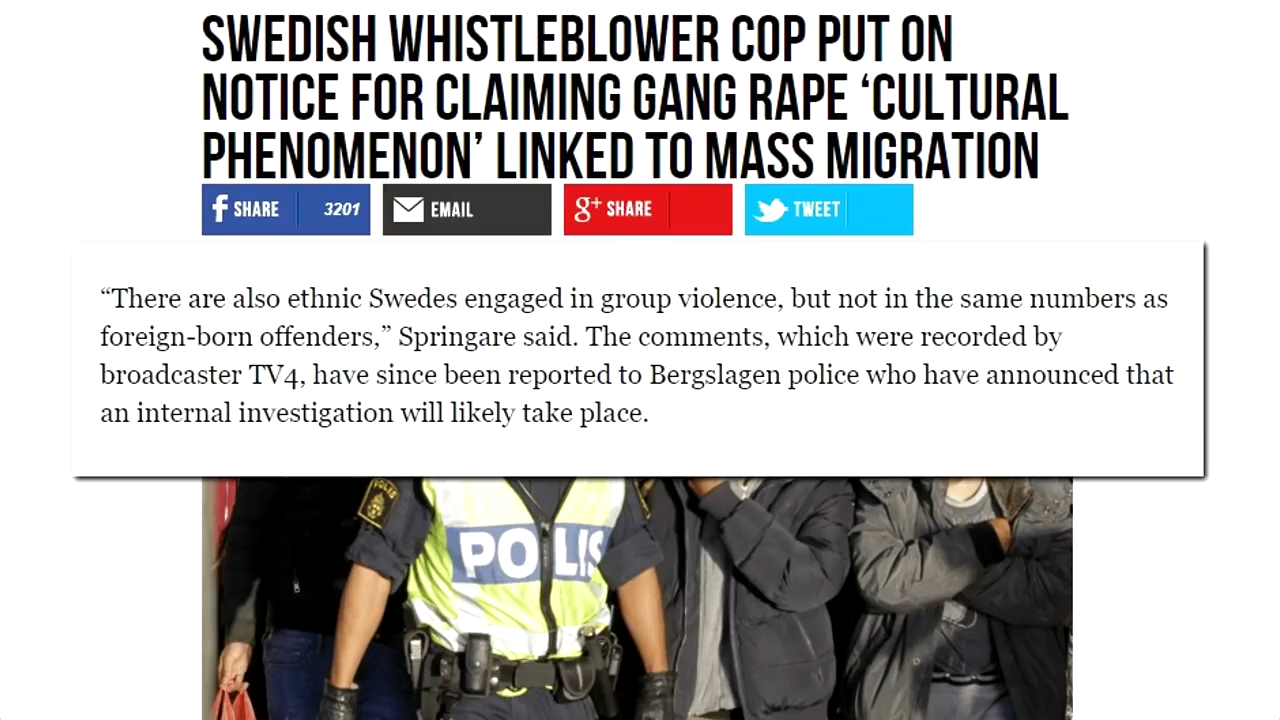 SWEDISH WHISTLEBLOWER COP PUT ON
NOTICE FOR CLAIMING GANG RAPE ‘CULTURAL
PHENOMENON’ LINKED TO MASS MIGRATION
f SHARE 3201 EMAIL g+ SHARE TWEET
“There are also ethnic Swedes engaged in group violence, but not in the same numbers as
foreign-born offenders,” Springare said. The comments, which were recorded by
broadcaster TV4, have since been reported to Bergslagen police who have announced that
an internal investigation will likely take place.
POLIS
POLIS